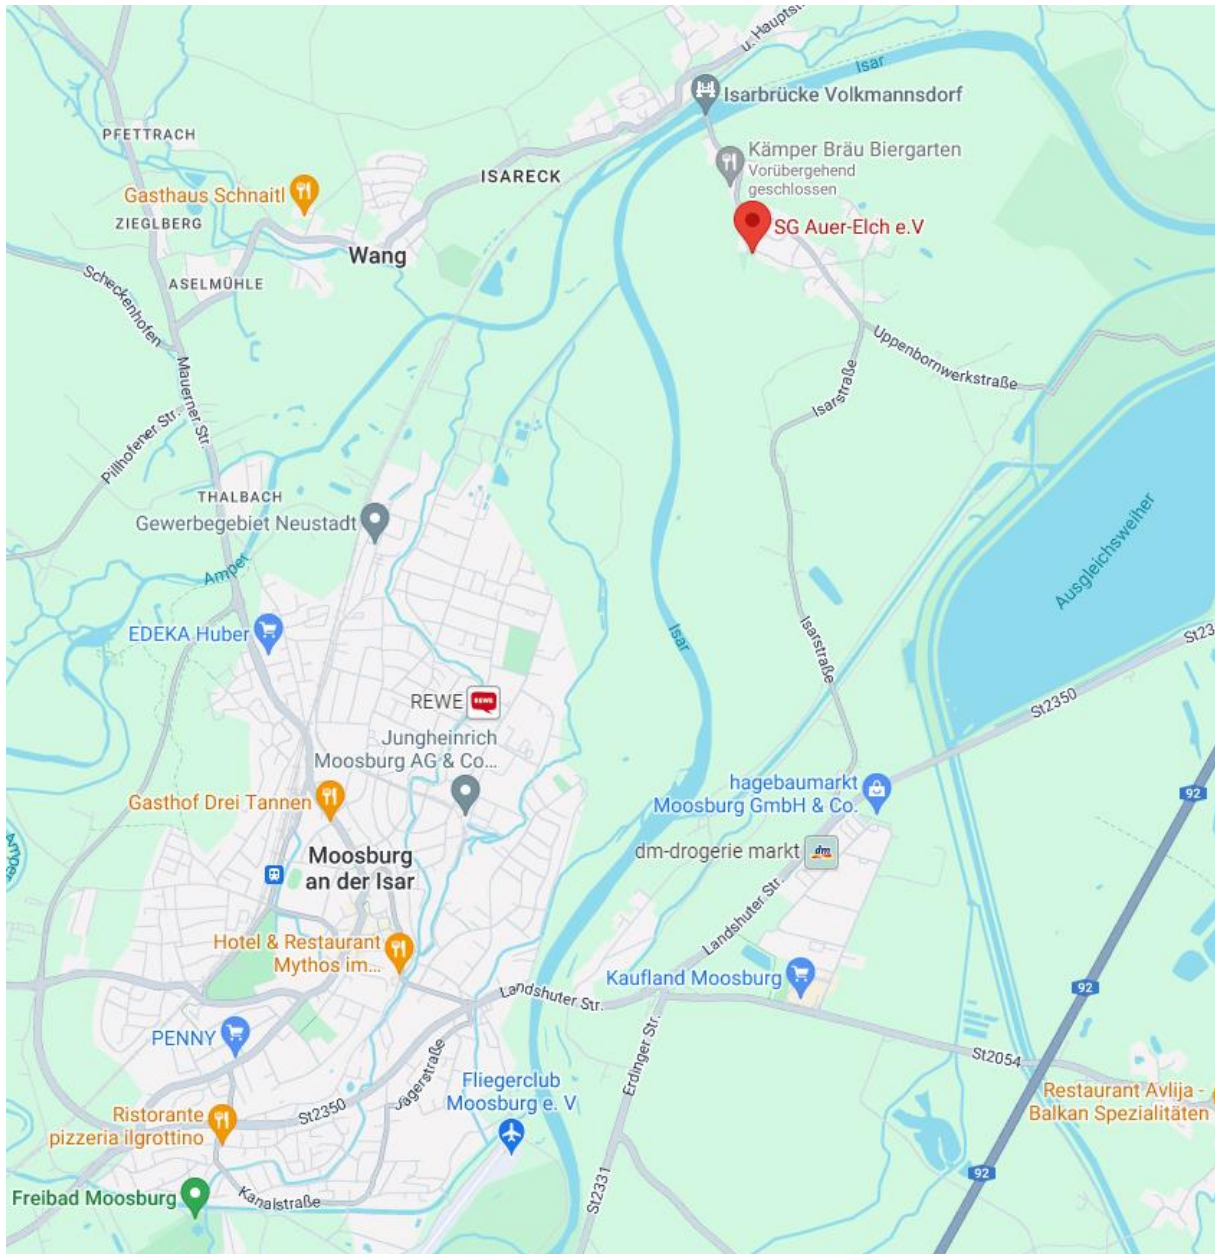 u. Hauptstr
Isar
Isarbrücke Volkmannsdorf
PFETTRACH
Kämper Bräu Biergarten
Vorübergehend
geschlossen
ISARECK
Gasthaus Schnaitl
ZIEGLBERG
SG Auer-Elch e.V
Wang
Scheckenhofen
ASELMÜHLE
Uppenbornwerkstraße
Mauerner Str.
Isarstraße
Pillhofener Str.
THALBACH
Gewerbegebiet Neustadt
Ausgleichsweiher
Amper
EDEKA Huber
Isar
Isarstraße
St23
REWE
REWE
St2350
Jungheinrich
Moosburg AG & Co...
hagebaumarkt
Moosburg GmbH & Co.
92
Gasthof Drei Tannen
Amper
dm-drogerie markt
dm
Moosburg
an der Isar
Landshuter Str.
Hotel & Restaurant
Mythos im...
Kaufland Moosburg
92
Landshuter Str.
PENNY
Erdinger Str.
St2054
Jägerstraße
Fliegerclub
Moosburg e. V
Restaurant Avlija -
Balkan Spezialitäten
St2350
Ristorante
pizzeria ilgrottino
92
Freibad Moosburg
Kanalstraße
St2331